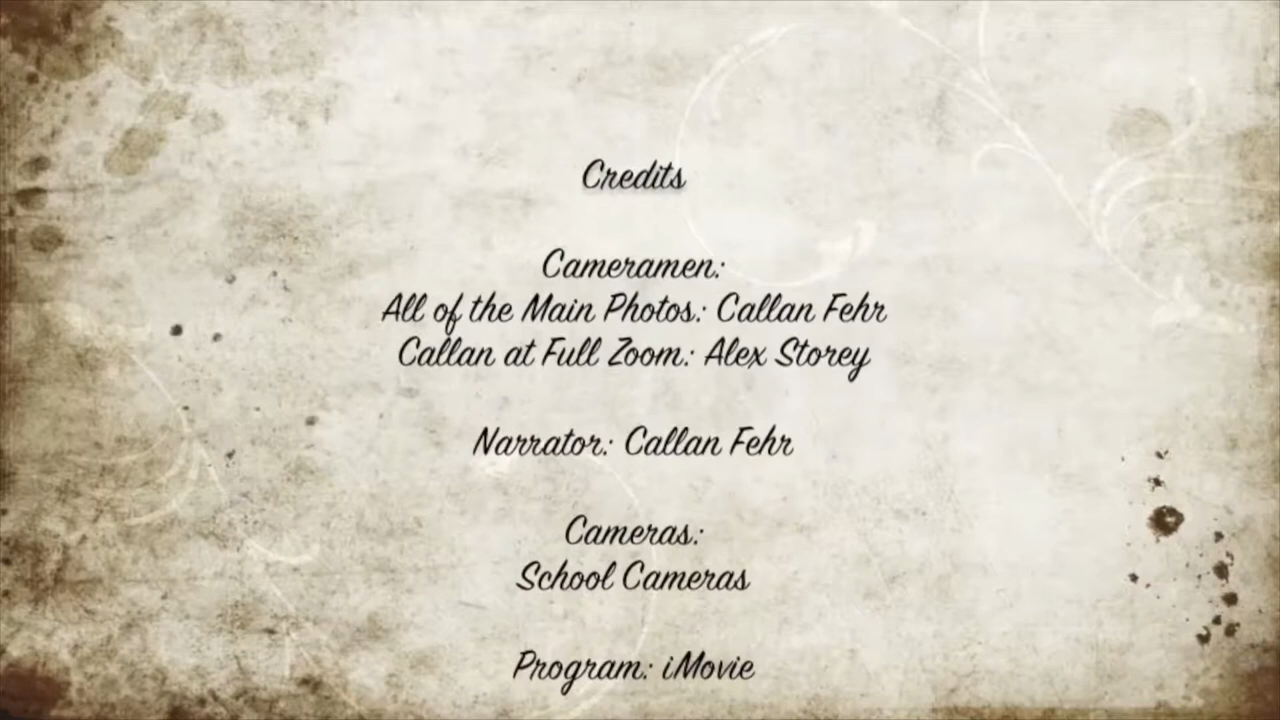 Credits
Cameramen:
All of the Main Photos: Callan Fehr
Callan at Full Zoom: Alex Storey
Narrator: Callan Fehr
Cameras:
School Cameras
Program: iMovie